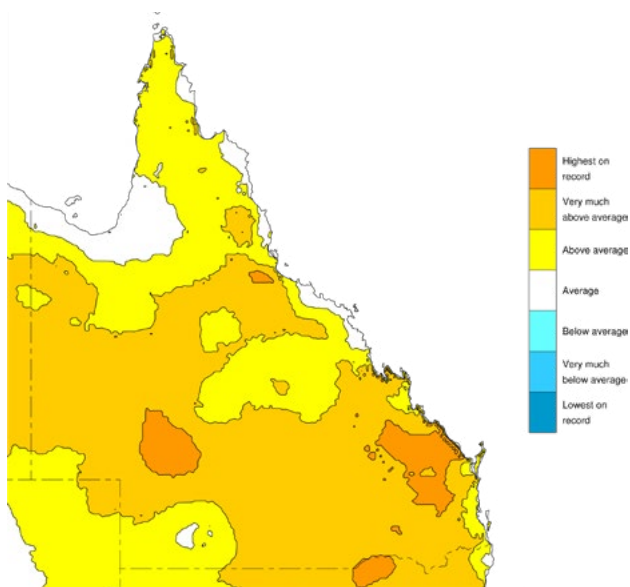 Highest on
record
Very much
above average
Above average
Average
Below average
Very much
below average
Lowest on
record